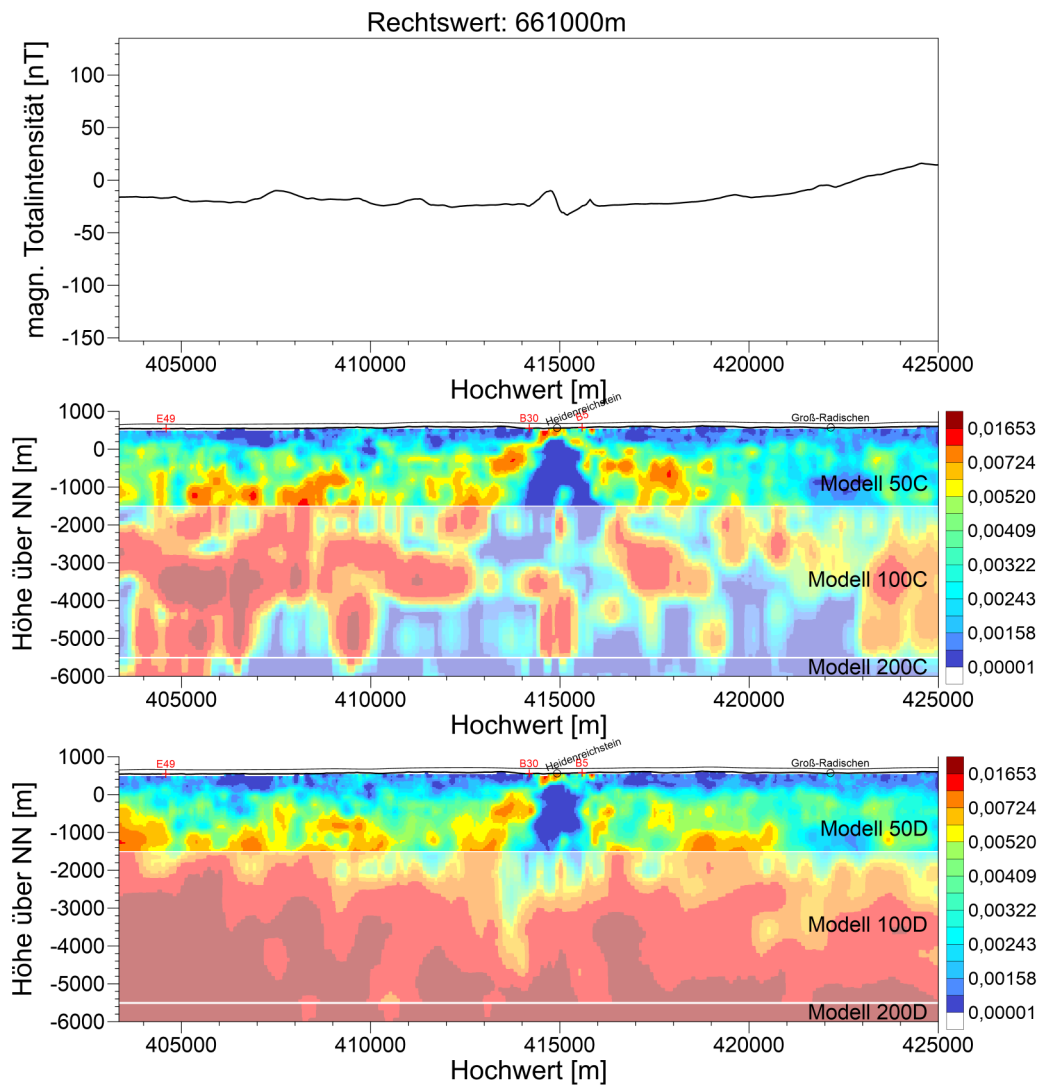 Rechtswert: 661000m
magn. Totalintensität [nT]
100
50
0
-50
-100
-150
405000 410000 415000 420000 425000
Hochwert [m]
Höhe über NN [m]
1000
0
-1000
-2000
-3000
-4000
-5000
-6000
E49 B30 Heidenreichstein B5 Groß-Radischen
Modell 50C
Modell 100C
Modell 200C
0,01653
0,00724
0,00520
0,00409
0,00322
0,00243
0,00158
0,00001
405000 410000 415000 420000 425000
Hochwert [m]
Höhe über NN [m]
1000
0
-1000
-2000
-3000
-4000
-5000
-6000
E49 B30 Heidenreichstein B5 Groß-Radischen
Modell 50D
Modell 100D
Modell 200D
0,01653
0,00724
0,00520
0,00409
0,00322
0,00243
0,00158
0,00001
405000 410000 415000 420000 425000
Hochwert [m]